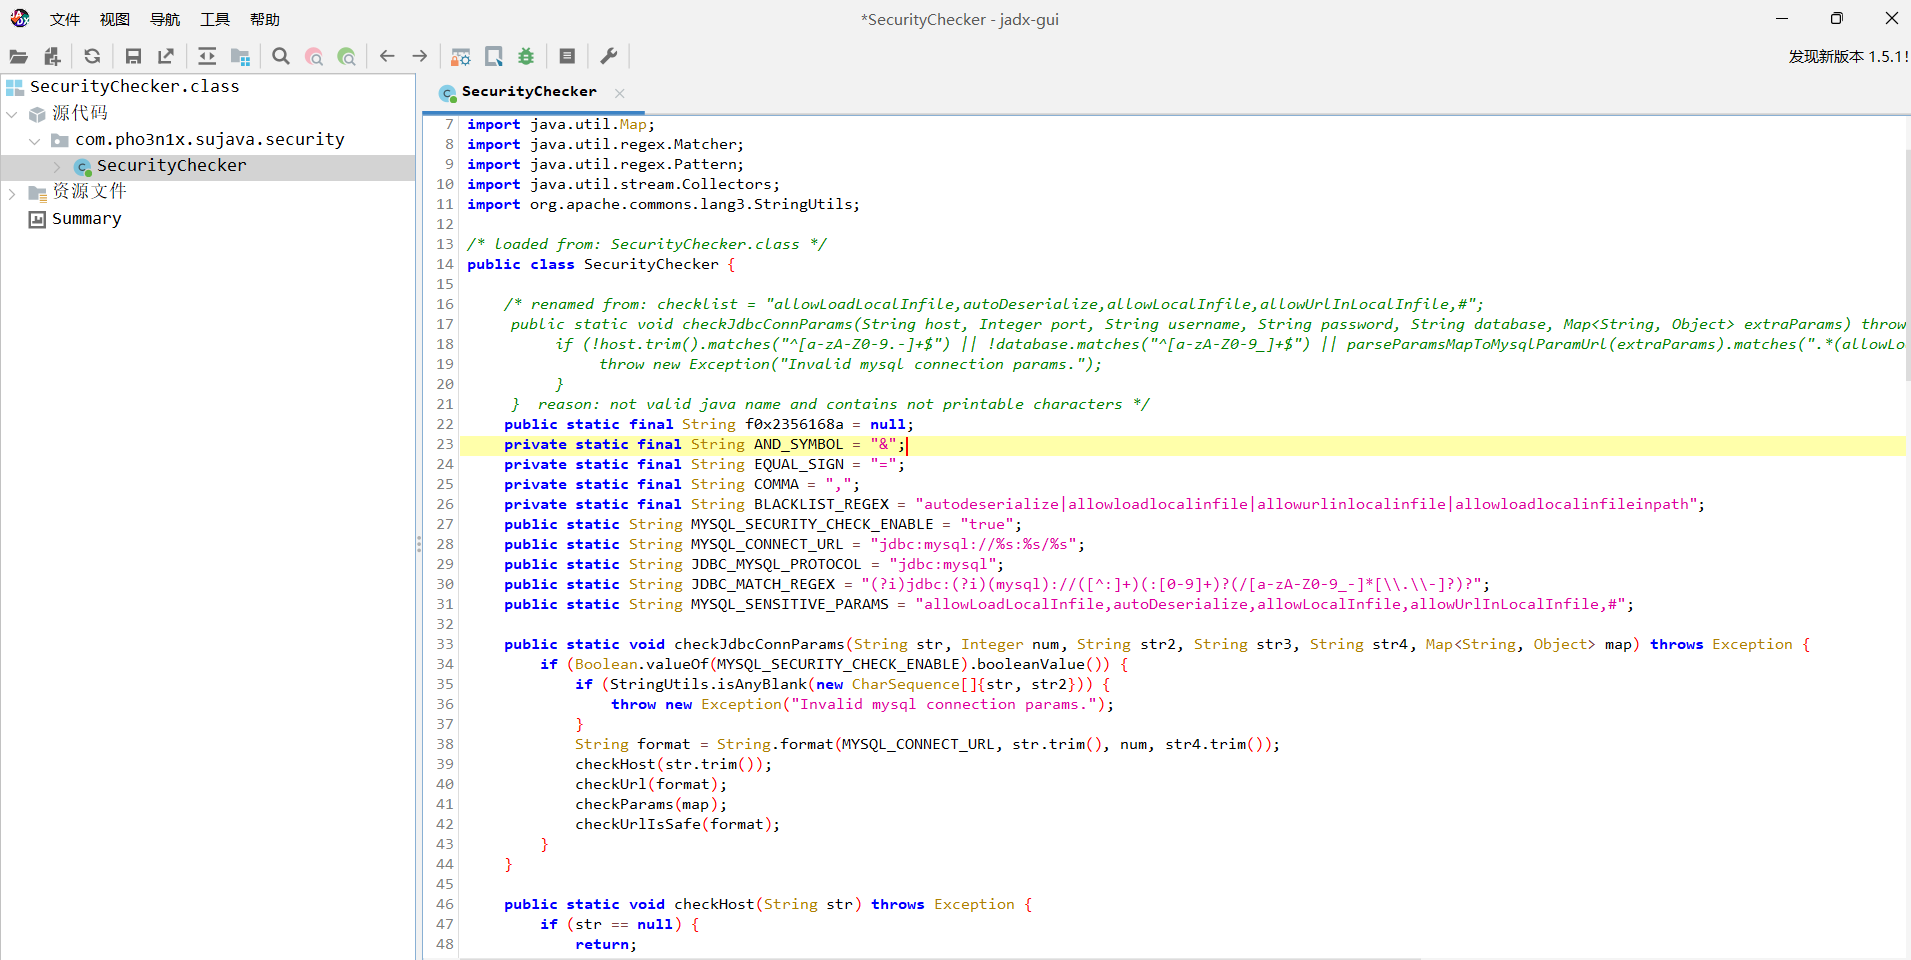 文件 视图 导航 工具 帮助
*SecurityChecker - jadx-gui
发现新版本 1.5.1!
SecurityChecker.class
源代码
com.pho3n1x.sujava.security
SecurityChecker
资源文件
Summary
SecurityChecker
7 import java.util.Map;
8 import java.util.regex.Matcher;
9 import java.util.regex.Pattern;
10 import java.util.stream.Collectors;
11 import org.apache.commons.lang3.StringUtils;
12
13 /* loaded from: SecurityChecker.class */
14 public class SecurityChecker {
15
16 /* renamed from: checklist = "allowLoadLocalInfile,autoDeserialize,allowLocalInfile,allowUrlInLocalInfile,#";
17 public static void checkJdbcConnParams(String host, Integer port, String username, String password, String database, Map<String, Object> extraParams) throw
18 if (!host.trim().matches("^[a-zA-Z0-9.-]+$") || !database.matches("^[a-zA-Z0-9_]+$") || parseParamsMapToMysqlParamUrl(extraParams).matches(".*(allowLo
19 throw new Exception("Invalid mysql connection params.");
20 }
21 } reason: not valid java name and contains not printable characters */
22 public static final String f0x2356168a = null;
23 private static final String AND_SYMBOL = "&";
24 private static final String EQUAL_SIGN = "=";
25 private static final String COMMA = ",";
26 private static final String BLACKLIST_REGEX = "autodeserialize|allowloadlocalinfile|allowurlinlocalinfile|allowloadlocalinfileinpath";
27 public static String MYSQL_SECURITY_CHECK_ENABLE = "true";
28 public static String MYSQL_CONNECT_URL = "jdbc:mysql://%s:%s/%s";
29 public static String JDBC_MYSQL_PROTOCOL = "jdbc:mysql";
30 public static String JDBC_MATCH_REGEX = "(?i)jdbc:(?i)(mysql)://([^:]+)(:[0-9]+)?(/[a-zA-Z0-9_-]*[\\.\\-]?)?";
31 public static String MYSQL_SENSITIVE_PARAMS = "allowLoadLocalInfile,autoDeserialize,allowLocalInfile,allowUrlInLocalInfile,#";
32
33 public static void checkJdbcConnParams(String str, Integer num, String str2, String str3, String str4, Map<String, Object> map) throws Exception {
34 if (Boolean.valueOf(MYSQL_SECURITY_CHECK_ENABLE).booleanValue()) {
35 if (StringUtils.isAnyBlank(new CharSequence[]{str, str2})) {
36 throw new Exception("Invalid mysql connection params.");
37 }
38 String format = String.format(MYSQL_CONNECT_URL, str.trim(), num, str4.trim());
39 checkHost(str.trim());
40 checkUrl(format);
41 checkParams(map);
42 checkUrlIsSafe(format);
43 }
44 }
45
46 public static void checkHost(String str) throws Exception {
47 if (str == null) {
48 return;